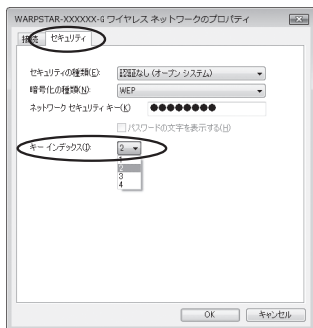 WARPSTAR-XXXXXX-G ワイヤレス ネットワークのプロパティ
接続 セキュリティ
セキュリティの種類(E): 認証なし (オープン システム)
暗号化の種類(N): WEP
ネットワーク セキュリティ キー(K) ●●●●●●●●
パスワードの文字を表示する(H)
キー インデックス(I): 2
1
2
3
4
OK キャンセル